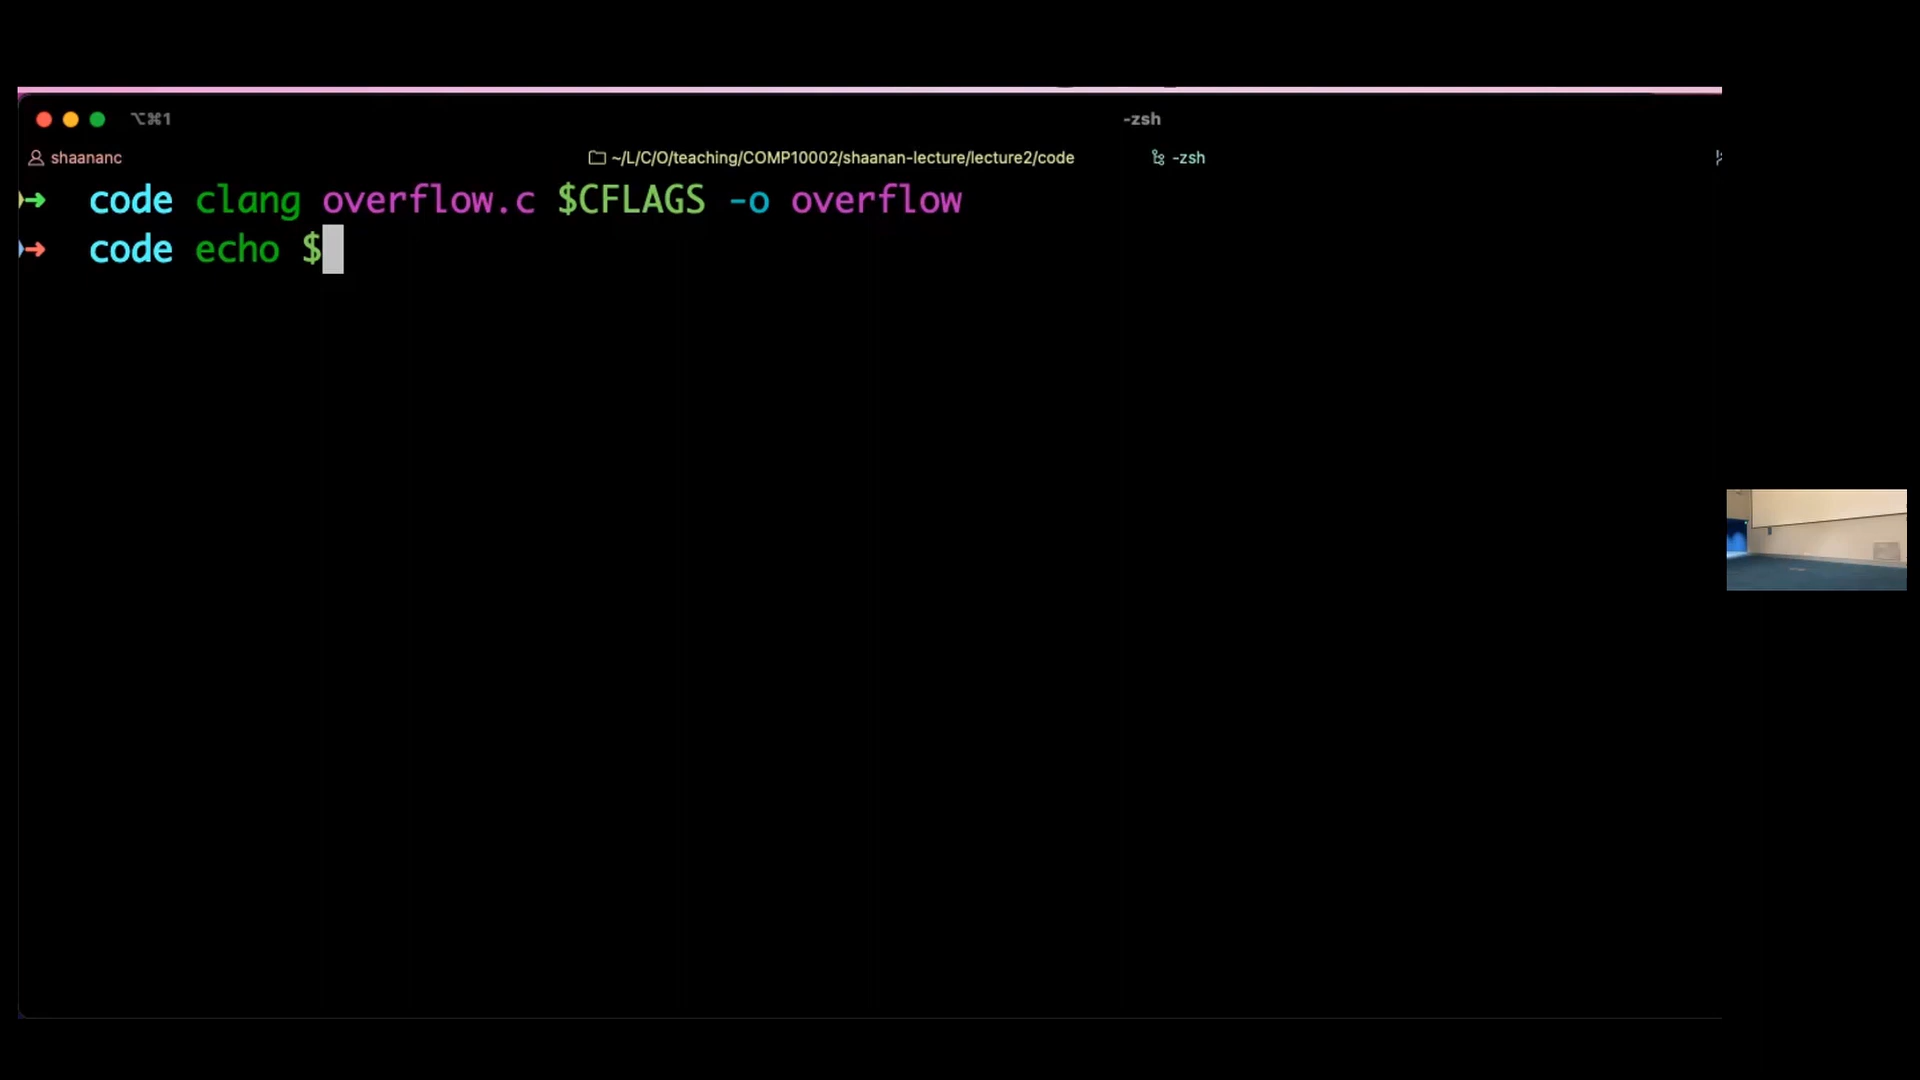 ⌥⌘1
-zsh
shaananc
~/L/C/O/teaching/COMP10002/shaanan-lecture/lecture2/code
-zsh
→ code clang overflow.c $CFLAGS -o overflow
→ code echo $